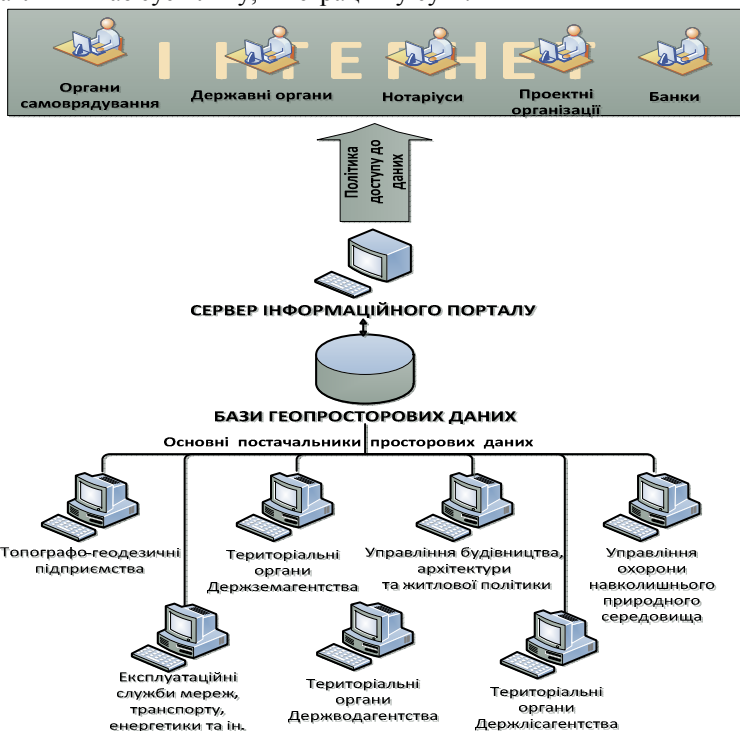 ІНТЕРНЕТ
Органи
самоврядування
Державні органи
Нотаріуси
Проектні
організації
Банки
Політика
доступу до
даних
СЕРВЕР ІНФОРМАЦІЙНОГО ПОРТАЛУ
БАЗИ ГЕОПРОСТОРОВИХ ДАНИХ
Основні постачальники просторових даних
Топографо-геодезичні
підприємства
Територіальні
органи
Держземагентства
Управління будівництва,
архітектури
та житлової політики
Управління
охорони
навколишнього
природного
середовища
Експлуатаційні
служби мереж,
транспорту,
енергетики та ін.
Територіальні
органи
Держводагентства
Територіальні
органи
Держлісагентства